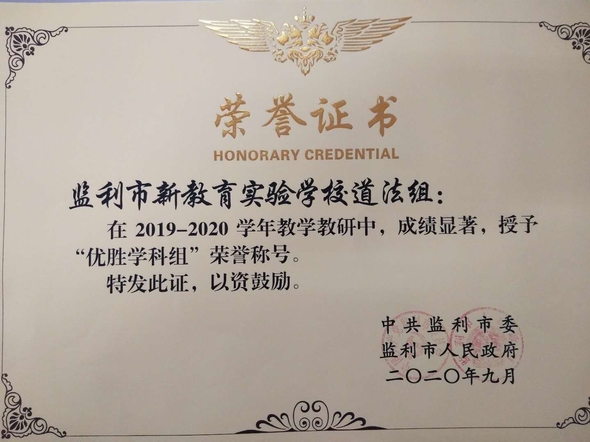 荣誉证书
HONORARY CREDENTIAL
监利市新教育实验学校道法组：
在 2019-2020 学年教学教研中，成绩显著，授予
“优胜学科组”荣誉称号。
特发此证，以资鼓励。
中共监利市委
监利市人民政府
二〇二〇年九月